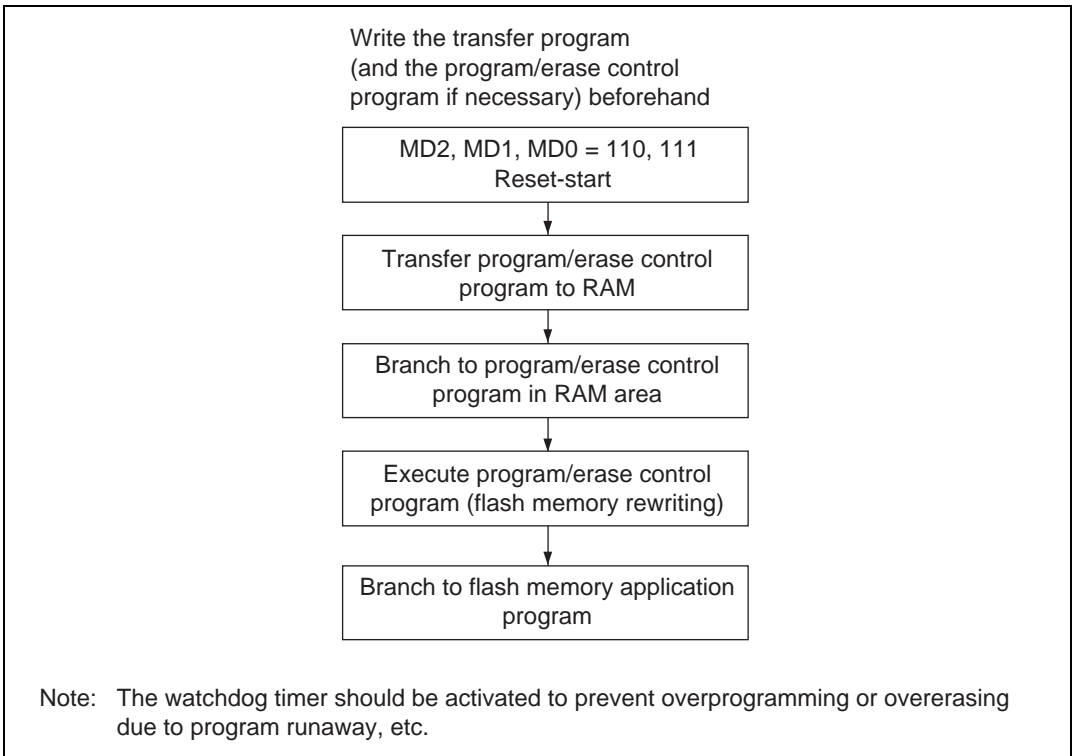 Write the transfer program
(and the program/erase control
program if necessary) beforehand
MD2, MD1, MD0 = 110, 111
Reset-start
Transfer program/erase control
program to RAM
Branch to program/erase control
program in RAM area
Execute program/erase control
program (flash memory rewriting)
Branch to flash memory application
program
Note: The watchdog timer should be activated to prevent overprogramming or overerasing
due to program runaway, etc.